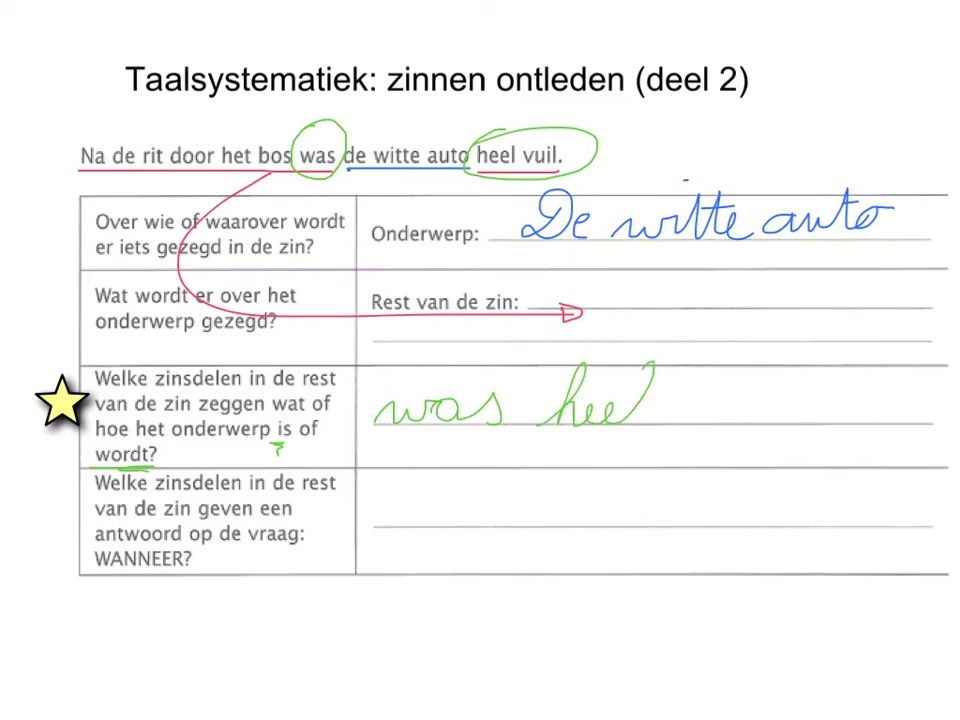 Taalsystematiek: zinnen ontleden (deel 2)
Na de rit door het bos was de witte auto heel vuil.
Over wie of waarover wordt
er iets gezegd in de zin?
Onderwerp: De witte auto
Wat wordt er over het
onderwerp gezegd?
Rest van de zin:
Welke zinsdelen in de rest
van de zin zeggen wat of
hoe het onderwerp is of
wordt?
was heel
Welke zinsdelen in de rest
van de zin geven een
antwoord op de vraag:
WANNEER?